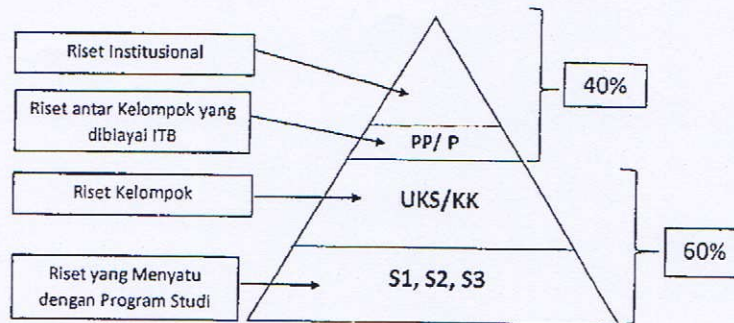 Riset Institusional
Riset antar Kelompok yang
dibiayai ITB
Riset Kelompok
Riset yang Menyatu
dengan Program Studi
PP/ P
UKS/KK
S1, S2, S3
40%
60%